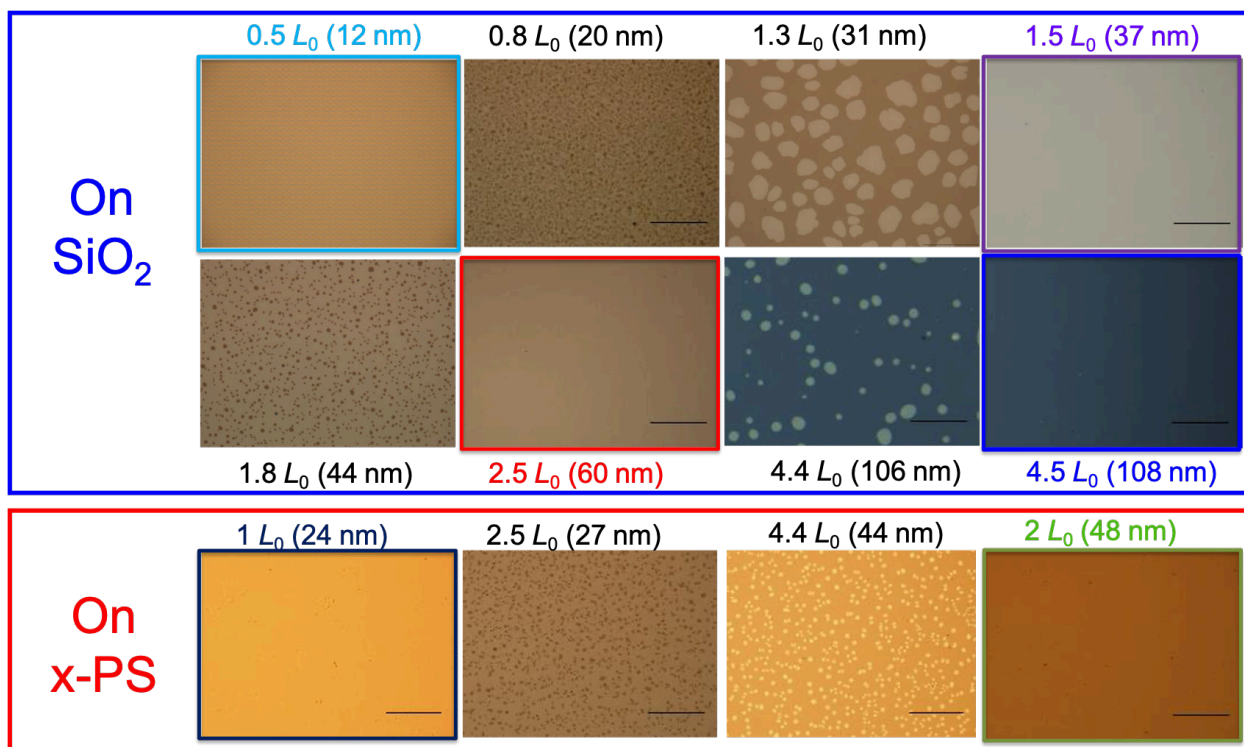 0.5 L₀ (12 nm) 0.8 L₀ (20 nm) 1.3 L₀ (31 nm) 1.5 L₀ (37 nm)
On
SiO₂
1.8 L₀ (44 nm) 2.5 L₀ (60 nm) 4.4 L₀ (106 nm) 4.5 L₀ (108 nm)
1 L₀ (24 nm) 2.5 L₀ (27 nm) 4.4 L₀ (44 nm) 2 L₀ (48 nm)
On
x-PS